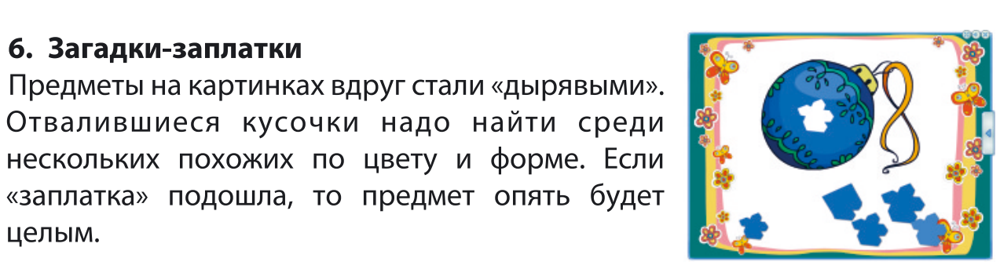 6. Загадки-заплатки
Предметы на картинках вдруг стали «дырявыми».
Отвалившиеся кусочки надо найти среди
нескольких похожих по цвету и форме. Если
«заплатка» подошла, то предмет опять будет
целым.